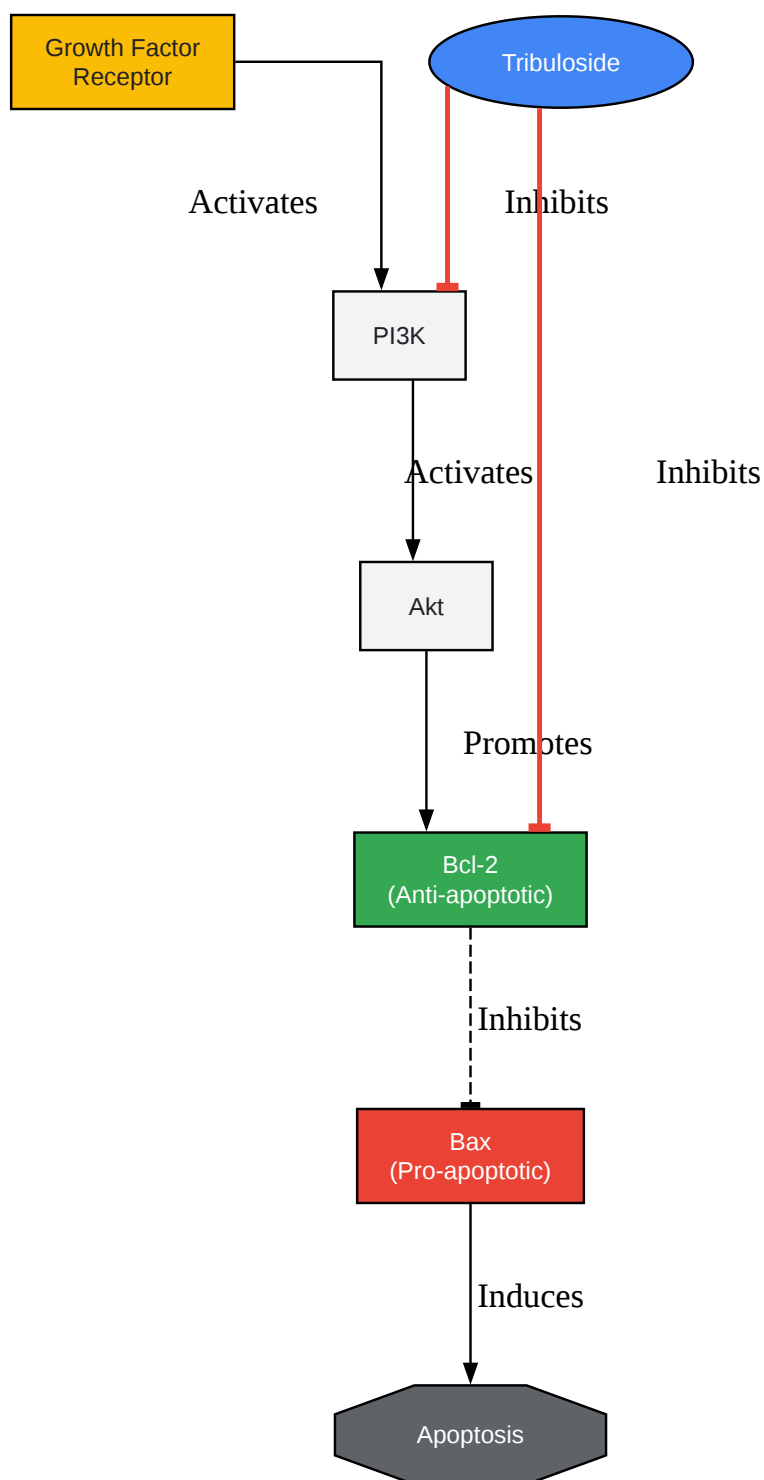 Growth Factor
Receptor
Tribuloside
Activates
Inhibits
PI3K
Activates
Inhibits
Akt
Promotes
Bcl-2
(Anti-apoptotic)
Inhibits
Bax
(Pro-apoptotic)
Induces
Apoptosis